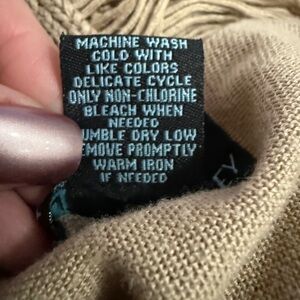 MACHINE WASH
COLD WITH
LIKE COLORS
DELICATE CYCLE
ONLY NON-CHLORINE
BLEACH WHEN
NEEDED
UMBLE DRY LOW
REMOVE PROMPTLY
WARM IRON
IF NEEDED